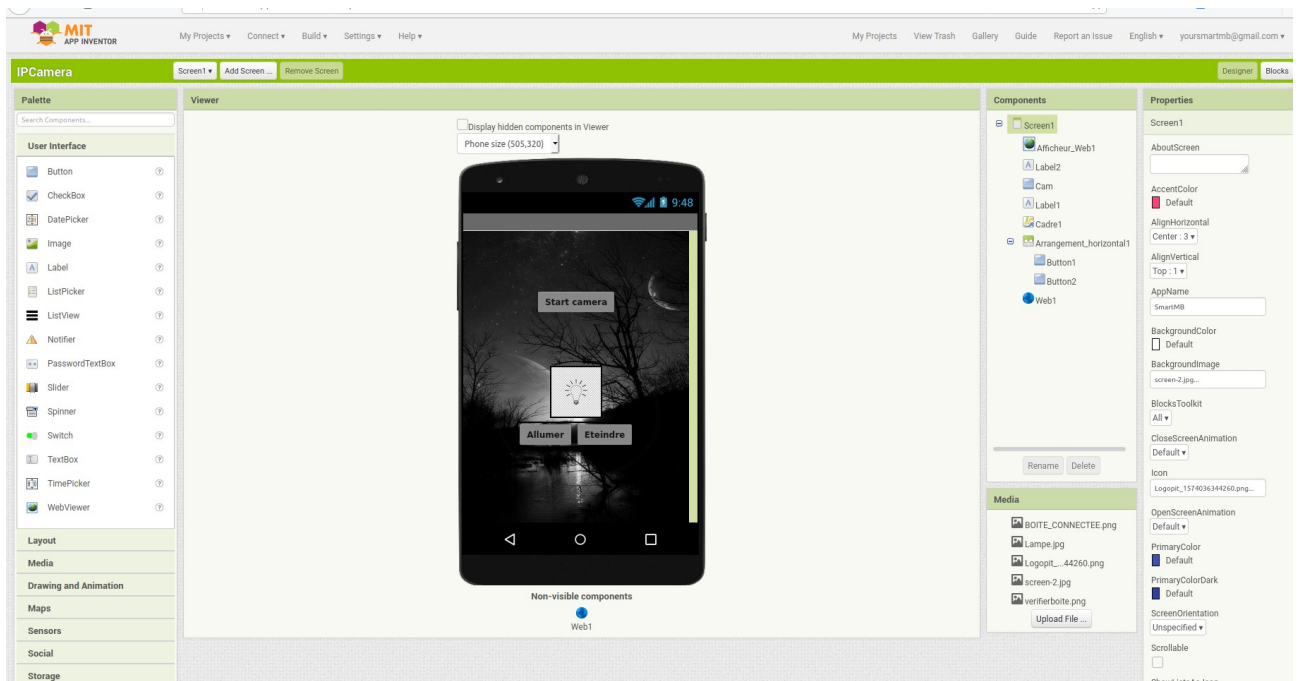 MIT
APP INVENTOR
My Projects ▾ Connect ▾ Build ▾ Settings ▾ Help ▾
My Projects View Trash Gallery Guide Report an Issue English ▾ yoursmartmb@gmail.com ▾
IPCamera
Screen1 ▾ Add Screen ... Remove Screen
Designer Blocks
Palette
Search Components...
User Interface
Button
CheckBox
DatePicker
Image
Label
ListPicker
ListView
Notifier
PasswordTextBox
Slider
Spinner
Switch
TextBox
TimePicker
WebViewer
Layout
Media
Drawing and Animation
Maps
Sensors
Social
Storage
Viewer
Display hidden components in Viewer
Phone size (505,320)
9:48
Start camera
Allumer Eteindre
Non-visible components
Web1
Components
Screen1
Afficheur_Web1
Label2
Cam
Label1
Cadre1
Arrangement_horizontal1
Button1
Button2
Web1
Rename Delete
Media
BOITE_CONNECTEE.png
Lampe.jpg
Logopit_...44260.png
screen-2.jpg
verifierboite.png
Upload File ...
Properties
Screen1
AboutScreen
AccentColor
Default
AlignHorizontal
Center : 3 ▾
AlignVertical
Top : 1 ▾
AppName
SmartMB
BackgroundColor
Default
BackgroundImage
screen-2.jpg...
BlocksToolkit
All ▾
CloseScreenAnimation
Default ▾
Icon
Logopit_1574036344260.png...
OpenScreenAnimation
Default ▾
PrimaryColor
Default
PrimaryColorDark
Default
ScreenOrientation
Unspecified ▾
Scrollable